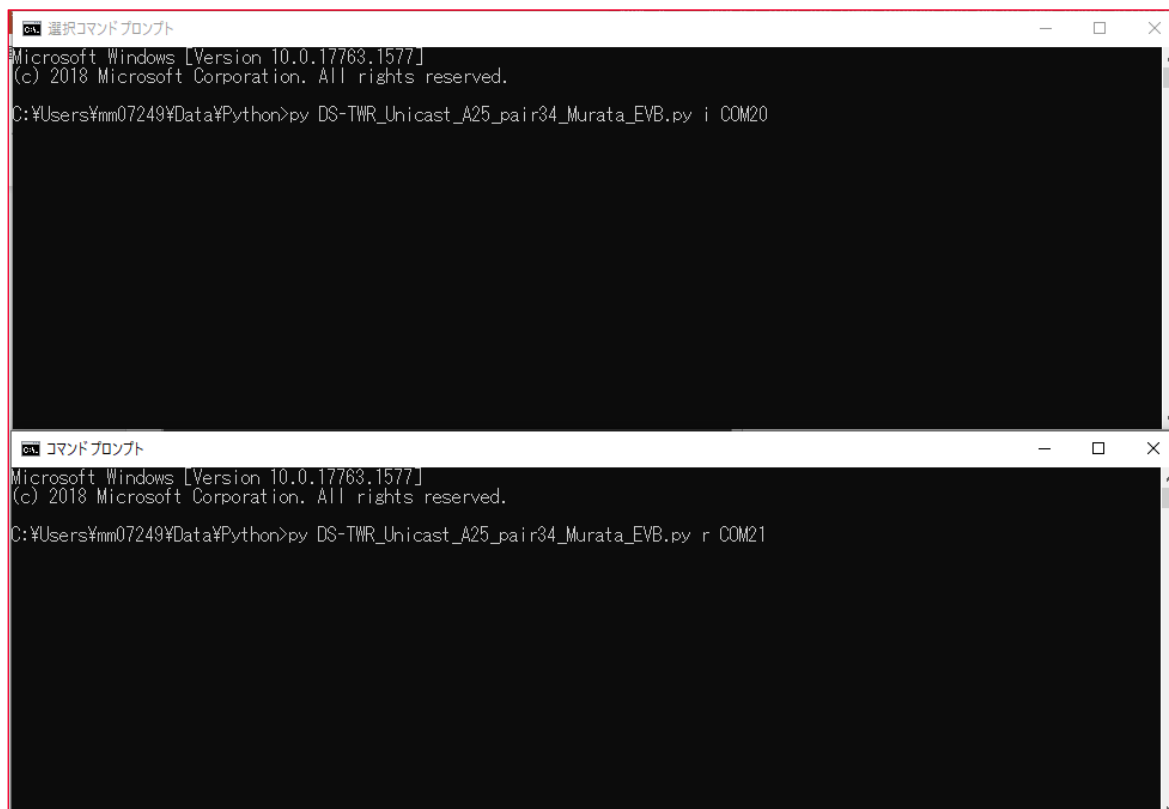 選択コマンド プロンプト
Microsoft Windows [Version 10.0.17763.1577]
(c) 2018 Microsoft Corporation. All rights reserved.
C:¥Users¥mm07249¥Data¥Python>py DS-TWR_Unicast_A25_pair34_Murata_EVB.py i COM20
コマンド プロンプト
Microsoft Windows [Version 10.0.17763.1577]
(c) 2018 Microsoft Corporation. All rights reserved.
C:¥Users¥mm07249¥Data¥Python>py DS-TWR_Unicast_A25_pair34_Murata_EVB.py r COM21